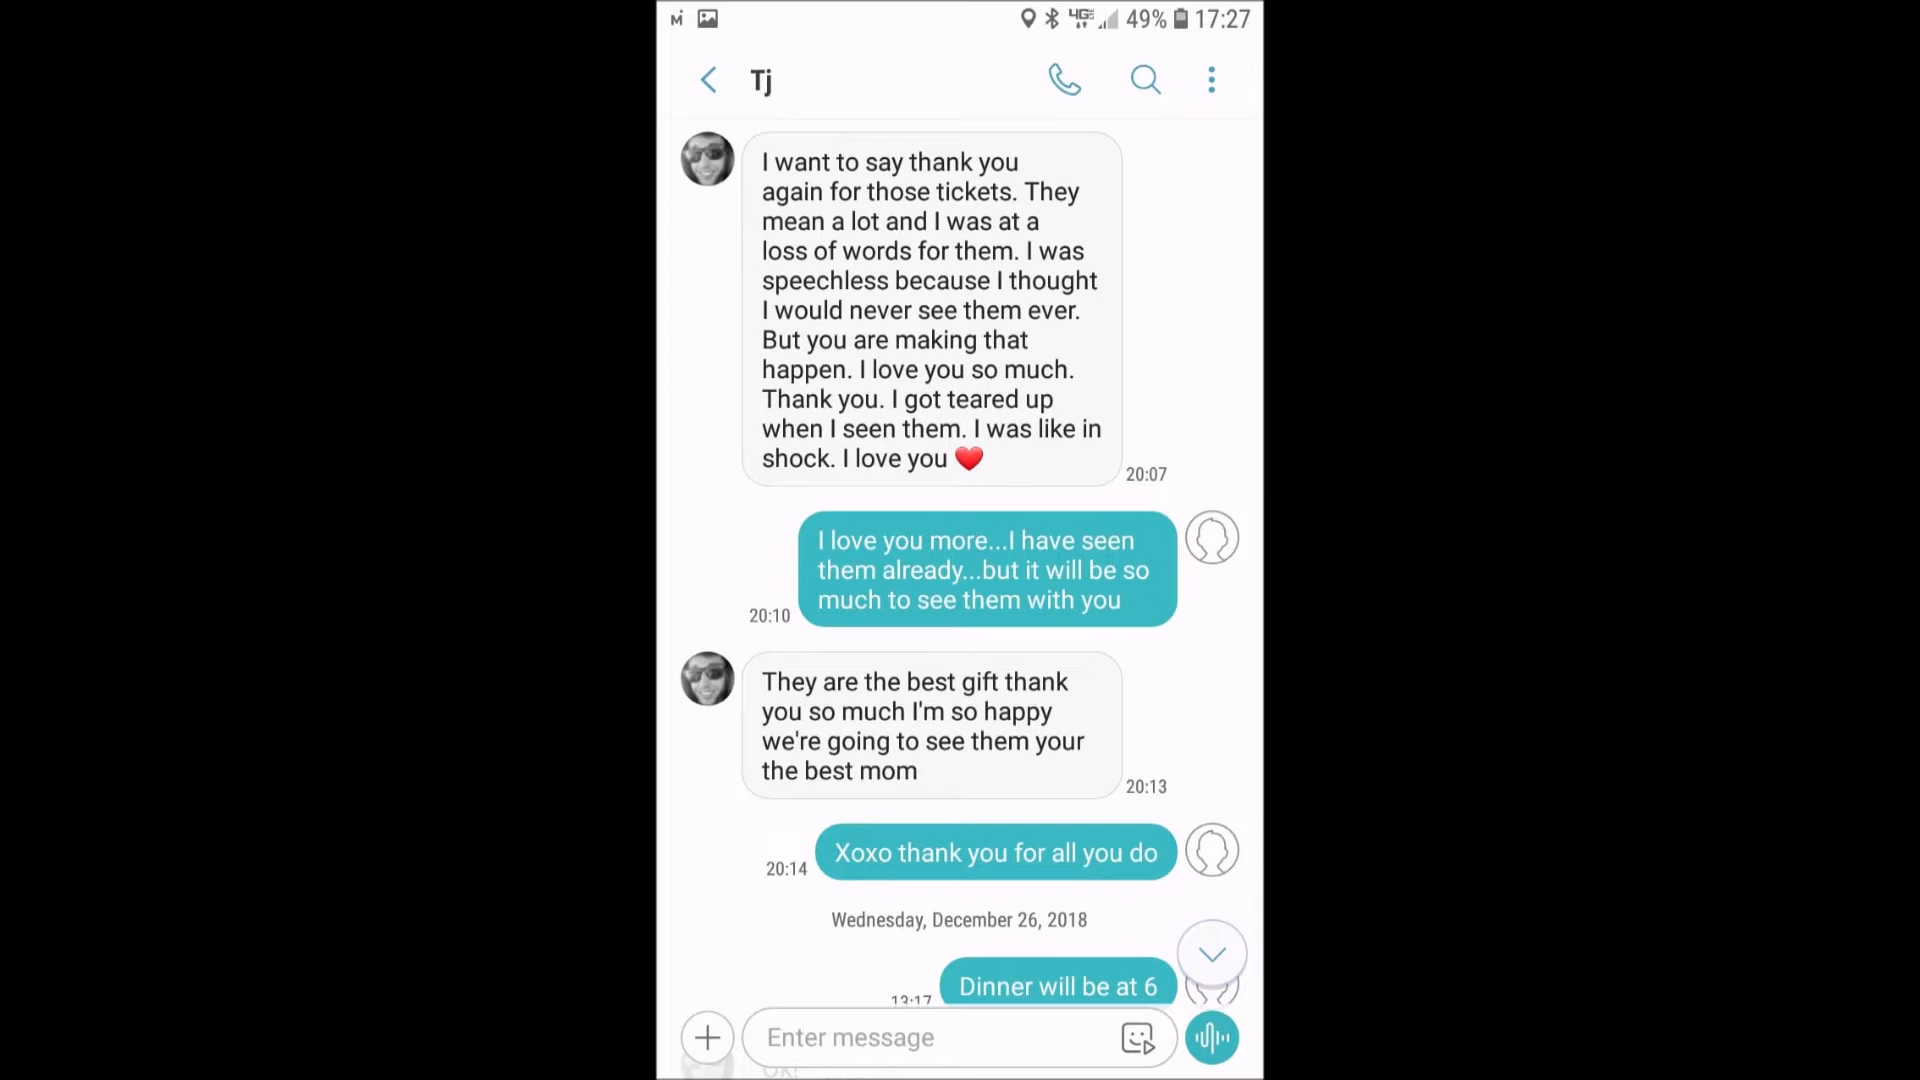 49% 17:27
Tj
I want to say thank you
again for those tickets. They
mean a lot and I was at a
loss of words for them. I was
speechless because I thought
I would never see them ever.
But you are making that
happen. I love you so much.
Thank you. I got teared up
when I seen them. I was like in
shock. I love you ❤️
20:07
I love you more...I have seen
them already...but it will be so
much to see them with you
20:10
They are the best gift thank
you so much I'm so happy
we're going to see them your
the best mom
20:13
Xoxo thank you for all you do
20:14
Wednesday, December 26, 2018
Dinner will be at 6
13:17
Enter message